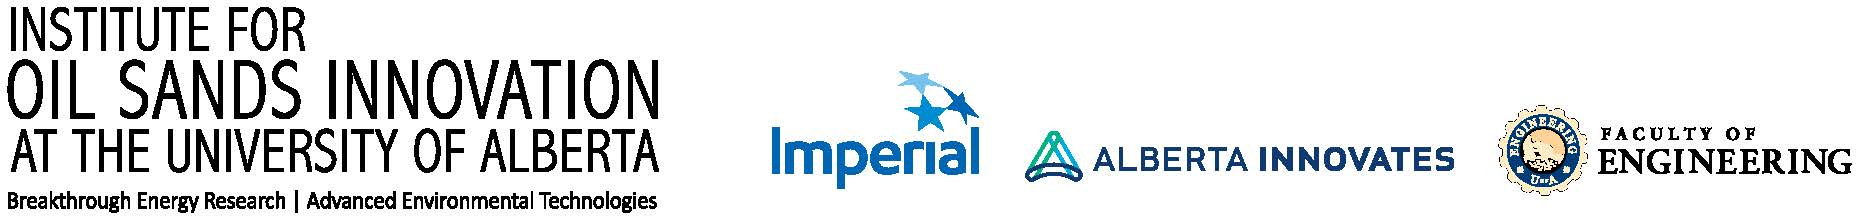 INSTITUTE FOR
OIL SANDS INNOVATION
AT THE UNIVERSITY OF ALBERTA
Breakthrough Energy Research | Advanced Environmental Technologies
Imperial
ALBERTA INNOVATES
ENGINEERING
U of A
FACULTY OF
ENGINEERING